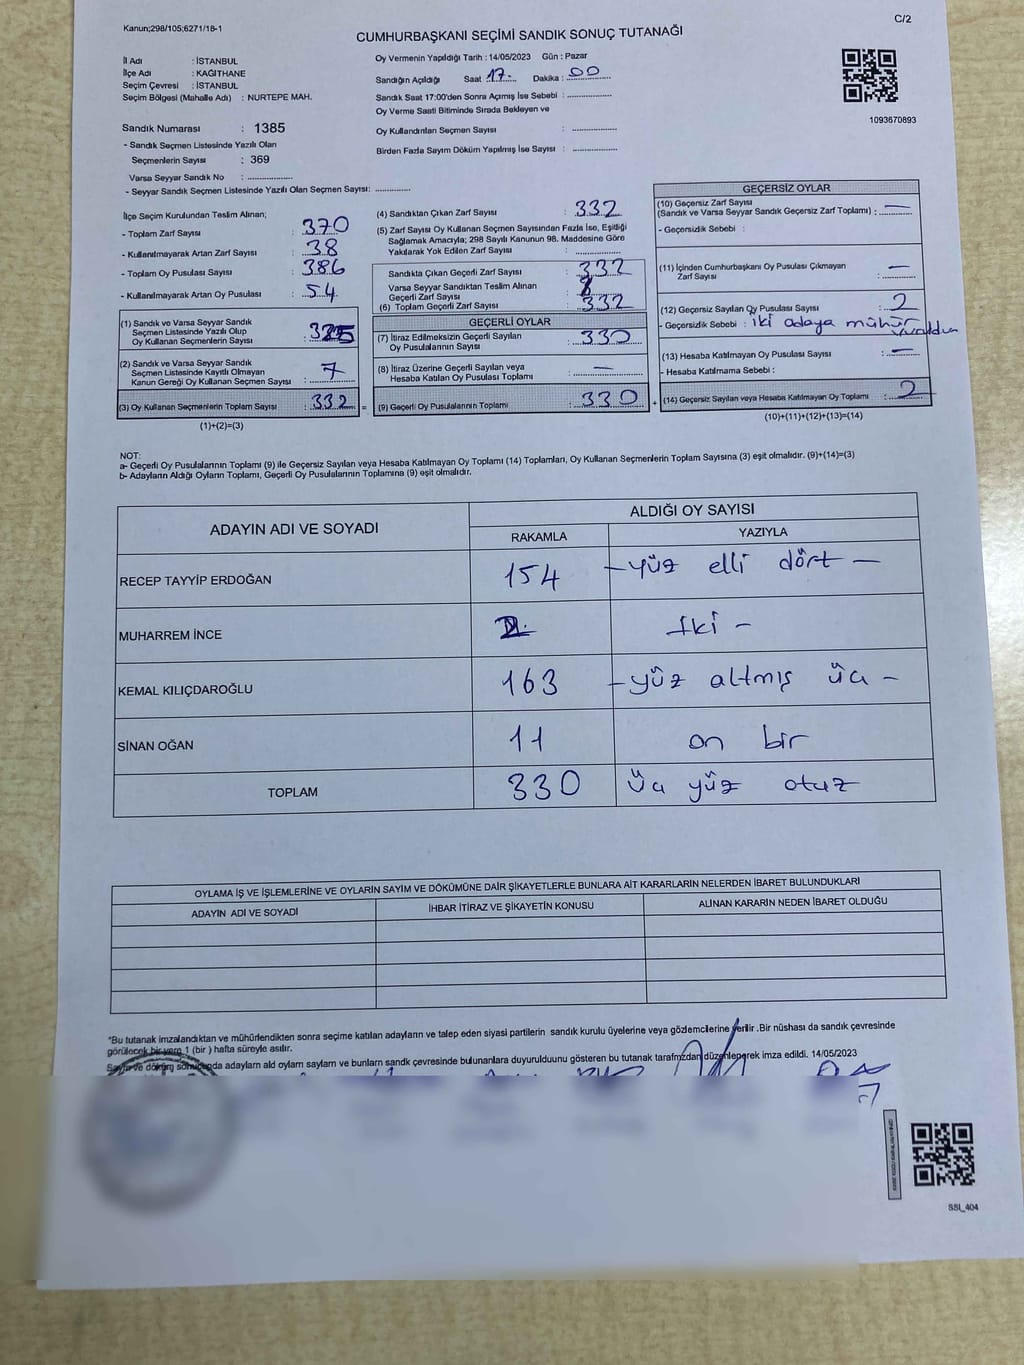 Kanun;298/105;6271/18-1
C/2
CUMHURBAŞKANI SEÇİMİ SANDIK SONUÇ TUTANAĞI
İl Adı : İSTANBUL
İlçe Adı : KAĞITHANE
Seçim Çevresi : İSTANBUL
Seçim Bölgesi (Mahalle Adı) : NURTEPE MAH.
Sandık Numarası : 1385
- Sandık Seçmen Listesinde Yazılı Olan
Seçmenlerin Sayısı : 369
Varsa Seyyar Sandık No : ................
- Seyyar Sandık Seçmen Listesinde Yazılı Olan Seçmen Sayısı: ............
Oy Vermenin Yapıldığı Tarih : 14/05/2023 Gün : Pazar
Sandığın Açıldığı Saat 17. Dakika : 00
Sandık Saat 17:00'den Sonra Açımış İse Sebebi : ................
Oy Verme Saati Bitiminde Sırada Bekleyen ve
Oy Kullandırılan Seçmen Sayısı : ................
Birden Fazla Sayım Döküm Yapılmış İse Sayısı : ................
1093670893
İlçe Seçim Kurulundan Teslim Alınan;
- Toplam Zarf Sayısı : 370
- Kullanılmayarak Artan Zarf Sayısı : 38
- Toplam Oy Pusulası Sayısı : 386
- Kullanılmayarak Artan Oy Pusulası : 54
(1) Sandık ve Varsa Seyyar Sandık
Seçmen Listesinde Yazılı Olup
Oy Kullanan Seçmenlerin Sayısı : 325
(2) Sandık ve Varsa Seyyar Sandık
Seçmen Listesinde Kayıtlı Olmayan
Kanun Gereği Oy Kullanan Seçmen Sayısı : 7
(3) Oy Kullanan Seçmenlerin Toplam Sayısı : 332 =
(1)+(2)=(3)
(4) Sandıktan Çıkan Zarf Sayısı : 332
(5) Zarf Sayısı Oy Kullanan Seçmen Sayısından Fazla İse, Eşitliği
Sağlamak Amacıyla; 298 Sayılı Kanunun 98. Maddesine Göre
Yakılarak Yok Edilen Zarf Sayısı : ................
Sandıkta Çıkan Geçerli Zarf Sayısı : 332
Varsa Seyyar Sandıktan Teslim Alınan
Geçerli Zarf Sayısı :
(6) Toplam Geçerli Zarf Sayısı : 332
GEÇERLİ OYLAR
(7) İtiraz Edilmeksizin Geçerli Sayılan
Oy Pusulalarının Sayısı : 330
(8) İtiraz Üzerine Geçerli Sayılan veya
Hesaba Katılan Oy Pusulası Toplamı : —
(9) Geçerli Oy Pusulalarının Toplamı : 330 +
GEÇERSİZ OYLAR
(10) Geçersiz Zarf Sayısı
(Sandık ve Varsa Seyyar Sandık Geçersiz Zarf Toplamı) : —
- Geçersizlik Sebebi :
(11) İçinden Cumhurbaşkanı Oy Pusulası Çıkmayan
Zarf Sayısı : —
(12) Geçersiz Sayılan Oy Pusulası Sayısı : 2
- Geçersizlik Sebebi : iki adaya mühür
(13) Hesaba Katılmayan Oy Pusulası Sayısı : —
- Hesaba Katılmama Sebebi :
(14) Geçersiz Sayılan veya Hesaba Katılmayan Oy Toplamı : 2
(10)+(11)+(12)+(13)=(14)
NOT:
a- Geçerli Oy Pusulalarının Toplamı (9) ile Geçersiz Sayılan veya Hesaba Katılmayan Oy Toplamı (14) Toplamları, Oy Kullanan Seçmenlerin Toplam Sayısına (3) eşit olmalıdır. (9)+(14)=(3)
b- Adayların Aldığı Oyların Toplamı, Geçerli Oy Pusulalarının Toplamına (9) eşit olmalıdır.
ADAYIN ADI VE SOYADI
ALDIĞI OY SAYISI
RAKAMLA YAZIYLA
RECEP TAYYİP ERDOĞAN 154 – yüz elli dört –
MUHARREM İNCE 2 iki –
KEMAL KILIÇDAROĞLU 163 – yüz altmış üç –
SİNAN OĞAN 11 on bir
TOPLAM 330 üç yüz otuz
OYLAMA İŞ VE İŞLEMLERİNE VE OYLARIN SAYIM VE DÖKÜMÜNE DAİR ŞİKAYETLERLE BUNLARA AİT KARARLARIN NELERDEN İBARET BULUNDUKLARI
ADAYIN ADI VE SOYADI İHBAR İTİRAZ VE ŞİKAYETİN KONUSU ALINAN KARARIN NEDEN İBARET OLDUĞU
"Bu tutanak imzalandıktan ve mühürlendikten sonra seçime katılan adayların ve talep eden siyasi partilerin sandık kurulu üyelerine veya gözlemcilerine verilir .Bir nüshası da sandık çevresinde
görülecek bir yere 1 (bir ) hafta süreyle asılır.
Sayım ve döküm sonucunda adayların aldı oyların sayların ve bunların sandk çevresinde bulunanlara duyurulduunu gösteren bu tutanak tarafmzdan düzenlenerek imza edildi. 14/05/2023
SSI_404